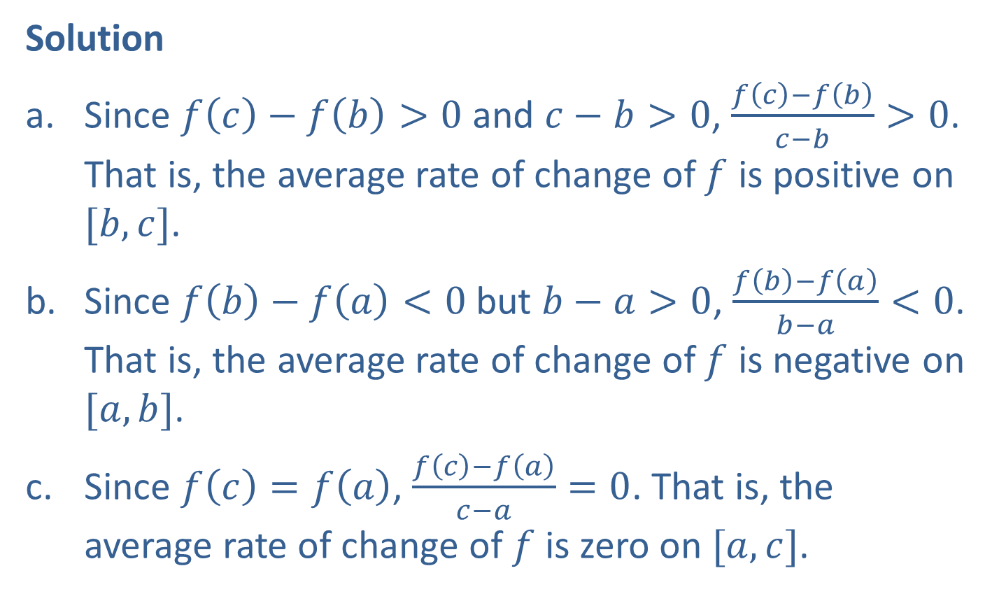 Solution
a. Since f(c) − f(b) > 0 and c − b > 0, \frac{f(c)−f(b)}{c−b} > 0.
That is, the average rate of change of f is positive on
[b, c].
b. Since f(b) − f(a) < 0 but b − a > 0, \frac{f(b)−f(a)}{b−a} < 0.
That is, the average rate of change of f is negative on
[a, b].
c. Since f(c) = f(a), \frac{f(c)−f(a)}{c−a} = 0. That is, the
average rate of change of f is zero on [a, c].